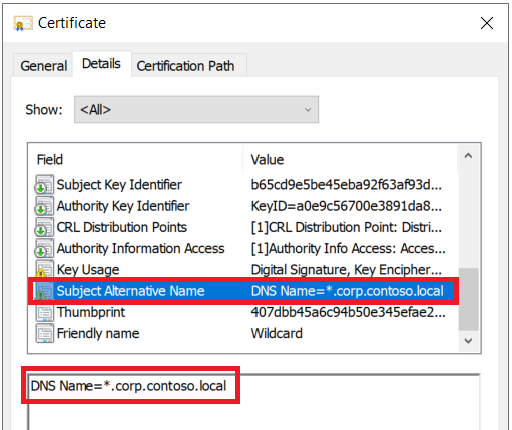 Certificate
General Details Certification Path
Show: <All>
Field Value
Subject Key Identifier b65cd9e5be45eba92f63af93d...
Authority Key Identifier KeyID=a0e9c56700e3891da8...
CRL Distribution Points [1]CRL Distribution Point: Distri...
Authority Information Access [1]Authority Info Access: Acces...
Key Usage Digital Signature, Key Encipher...
Subject Alternative Name DNS Name=*.corp.contoso.local
Thumbprint 407dbb45a6c94b50e345efae2...
Friendly name Wildcard
DNS Name=*.corp.contoso.local